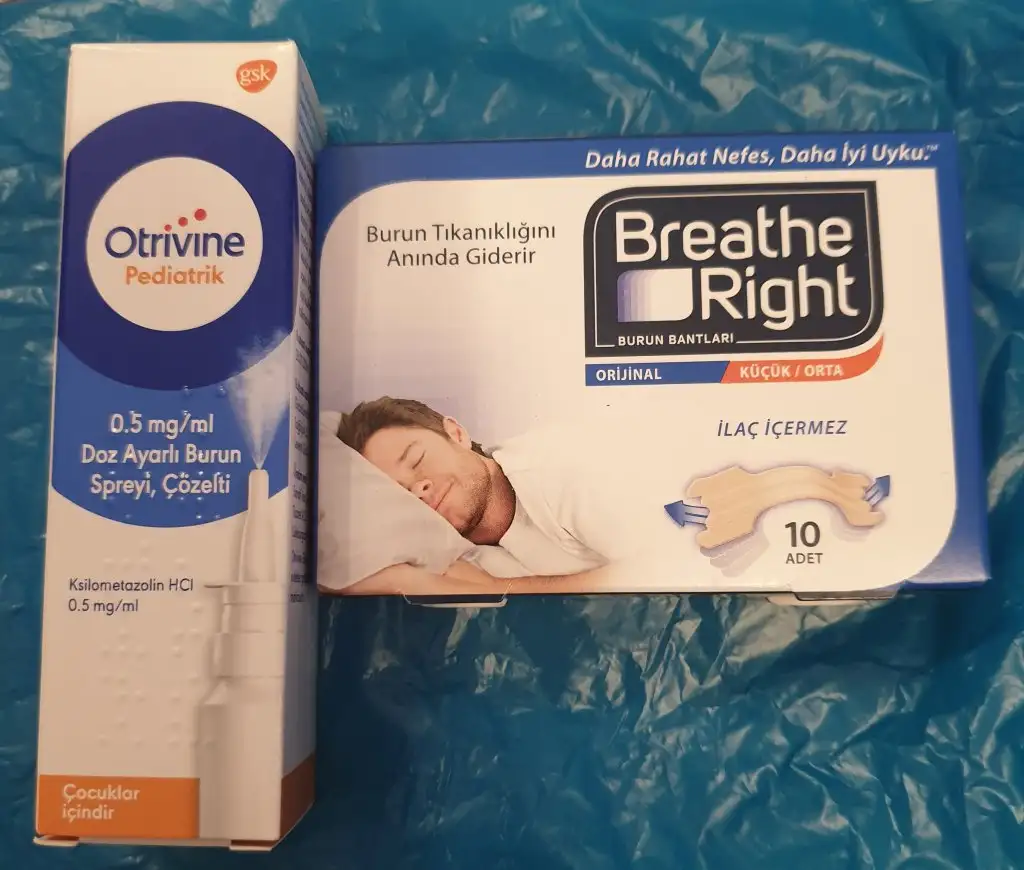 gsk
Otrivine
Pediatrik
0.5 mg/ml
Doz Ayarlı Burun
Spreyi, Çözelti
Ksilometazolin HCl
0.5 mg/ml
Çocuklar
içindir
Daha Rahat Nefes, Daha İyi Uyku.™
Burun Tıkanıklığını
Anında Giderir
Breathe
Right
BURUN BANTLARI
ORİJİNAL
KÜÇÜK / ORTA
İLAÇ İÇERMEZ
10
ADET